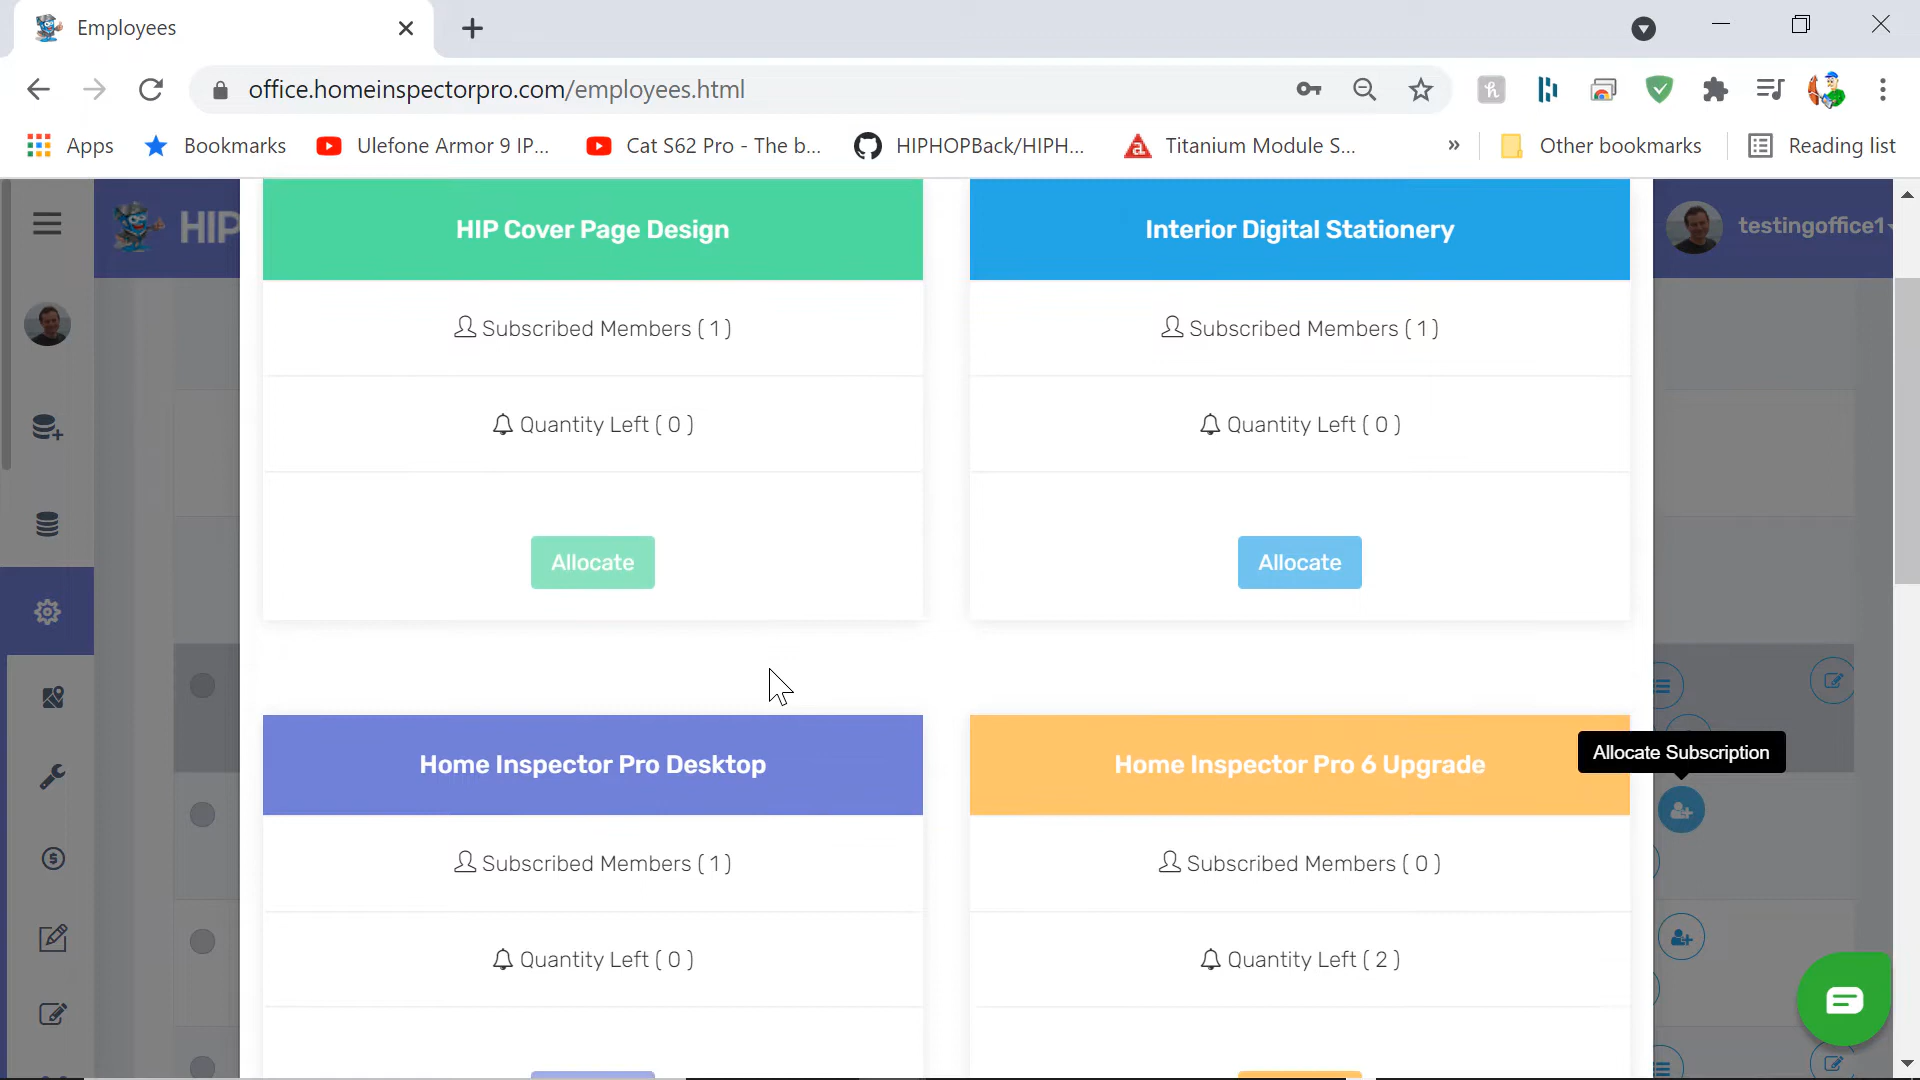 Employees
office.homeinspectorpro.com/employees.html
Apps
Bookmarks
Ulefone Armor 9 IP...
Cat S62 Pro - The b...
HIPHOPBack/HIPH...
Titanium Module S...
»
Other bookmarks
Reading list
HIP
testingoffice1
HIP Cover Page Design
Subscribed Members ( 1 )
Quantity Left ( 0 )
Allocate
Interior Digital Stationery
Subscribed Members ( 1 )
Quantity Left ( 0 )
Allocate
Home Inspector Pro Desktop
Subscribed Members ( 1 )
Quantity Left ( 0 )
Home Inspector Pro 6 Upgrade
Subscribed Members ( 0 )
Quantity Left ( 2 )
Allocate Subscription